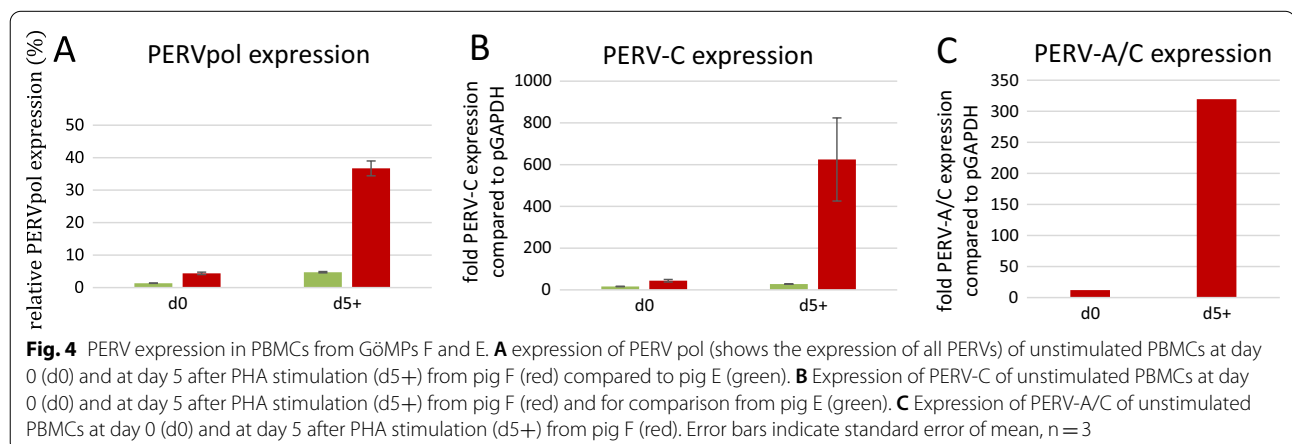 A
PERVpol expression
relative PERVpol expression (%)
50
40
30
20
10
0
d0
d5+
B
PERV-C expression
fold PERV-C expression
compared to pGAPDH
1000
800
600
400
200
0
d0
d5+
C
PERV-A/C expression
fold PERV-A/C expression
compared to pGAPDH
350
300
250
200
150
100
50
0
d0
d5+
Fig. 4 PERV expression in PBMCs from GöMPs F and E. A expression of PERV pol (shows the expression of all PERVs) of unstimulated PBMCs at day
0 (d0) and at day 5 after PHA stimulation (d5+) from pig F (red) compared to pig E (green). B Expression of PERV-C of unstimulated PBMCs at day
0 (d0) and at day 5 after PHA stimulation (d5+) from pig F (red) and for comparison from pig E (green). C Expression of PERV-A/C of unstimulated
PBMCs at day 0 (d0) and at day 5 after PHA stimulation (d5+) from pig F (red). Error bars indicate standard error of mean, n = 3